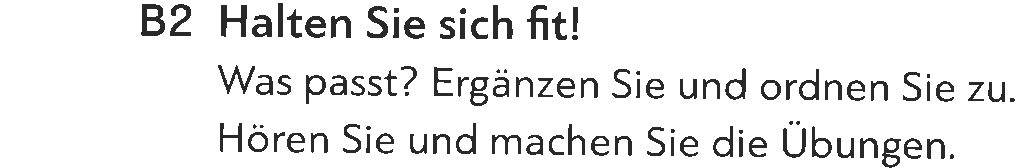 B2 Halten Sie sich fit!
Was passt? Ergänzen Sie und ordnen Sie zu.
Hören Sie und machen Sie die Übungen.